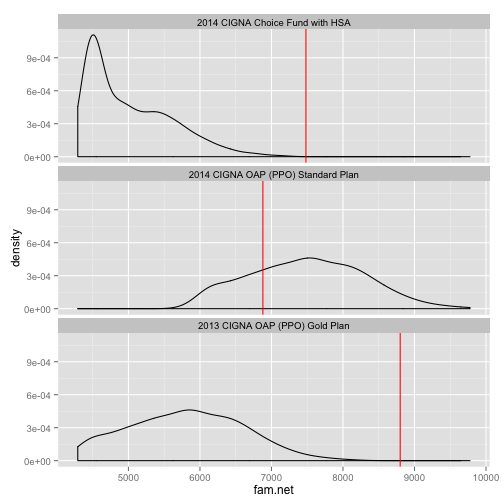 2014 CIGNA Choice Fund with HSA
9e-04
6e-04
3e-04
0e+00
2014 CIGNA OAP (PPO) Standard Plan
9e-04
6e-04
3e-04
0e+00
density
2013 CIGNA OAP (PPO) Gold Plan
9e-04
6e-04
3e-04
0e+00
5000 6000 7000 8000 9000 10000
fam.net